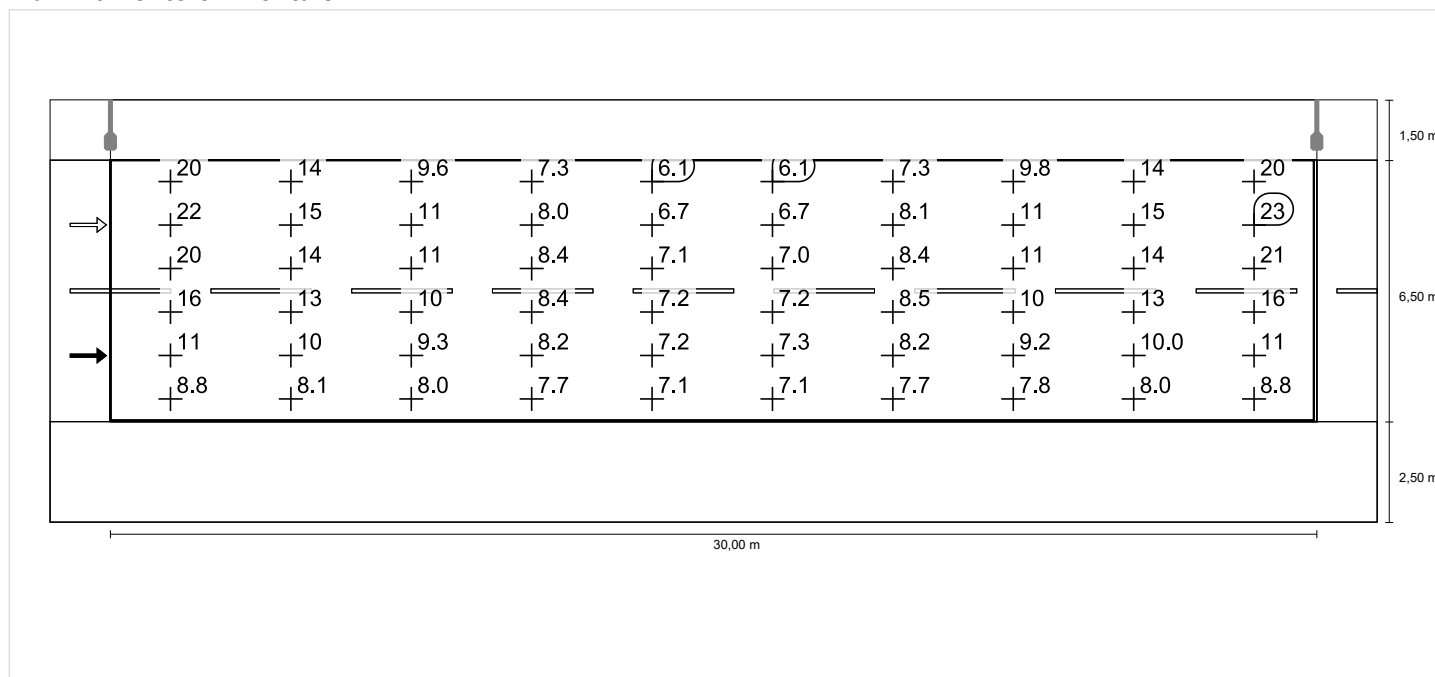 1,50 m
20 14 9.6 7.3 6.1 6.1 7.3 9.8 14 20
22 15 11 8.0 6.7 6.7 8.1 11 15 23
20 14 11 8.4 7.1 7.0 8.4 11 14 21
6,50 m
16 13 10 8.4 7.2 7.2 8.5 10 13 16
11 10 9.3 8.2 7.2 7.3 8.2 9.2 10.0 11
8.8 8.1 8.0 7.7 7.1 7.1 7.7 7.8 8.0 8.8
2,50 m
30,00 m